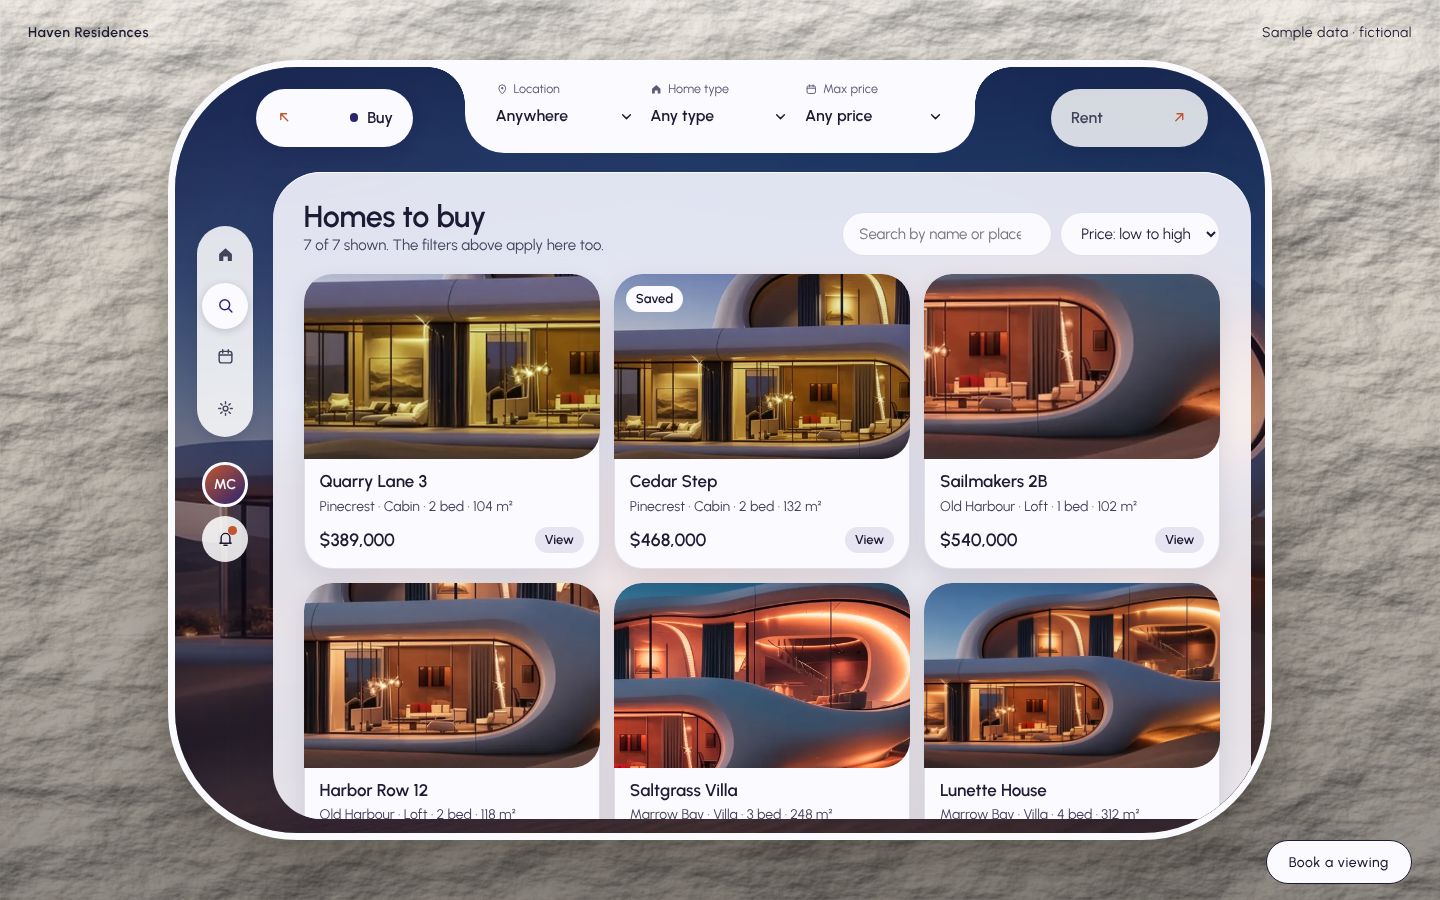 Haven Residences
Sample data · fictional
Buy
Location
Anywhere
Home type
Any type
Max price
Any price
Rent
Homes to buy
7 of 7 shown. The filters above apply here too.
Search by name or place
Price: low to high
MC
Saved
Quarry Lane 3
Pinecrest · Cabin · 2 bed · 104 m²
$389,000
View
Cedar Step
Pinecrest · Cabin · 2 bed · 132 m²
$468,000
View
Sailmakers 2B
Old Harbour · Loft · 1 bed · 102 m²
$540,000
View
Harbor Row 12
Old Harbour · Loft · 2 bed · 118 m²
Saltgrass Villa
Marrow Bay · Villa · 3 bed · 248 m²
Lunette House
Marrow Bay · Villa · 4 bed · 312 m²
Book a viewing